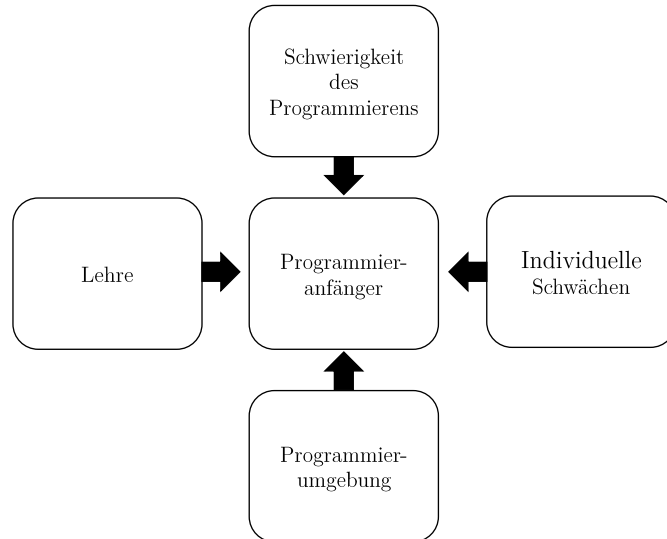 Schwierigkeit
des
Programmierens
Lehre
Programmier-
anfänger
Individuelle
Schwächen
Programmier-
umgebung